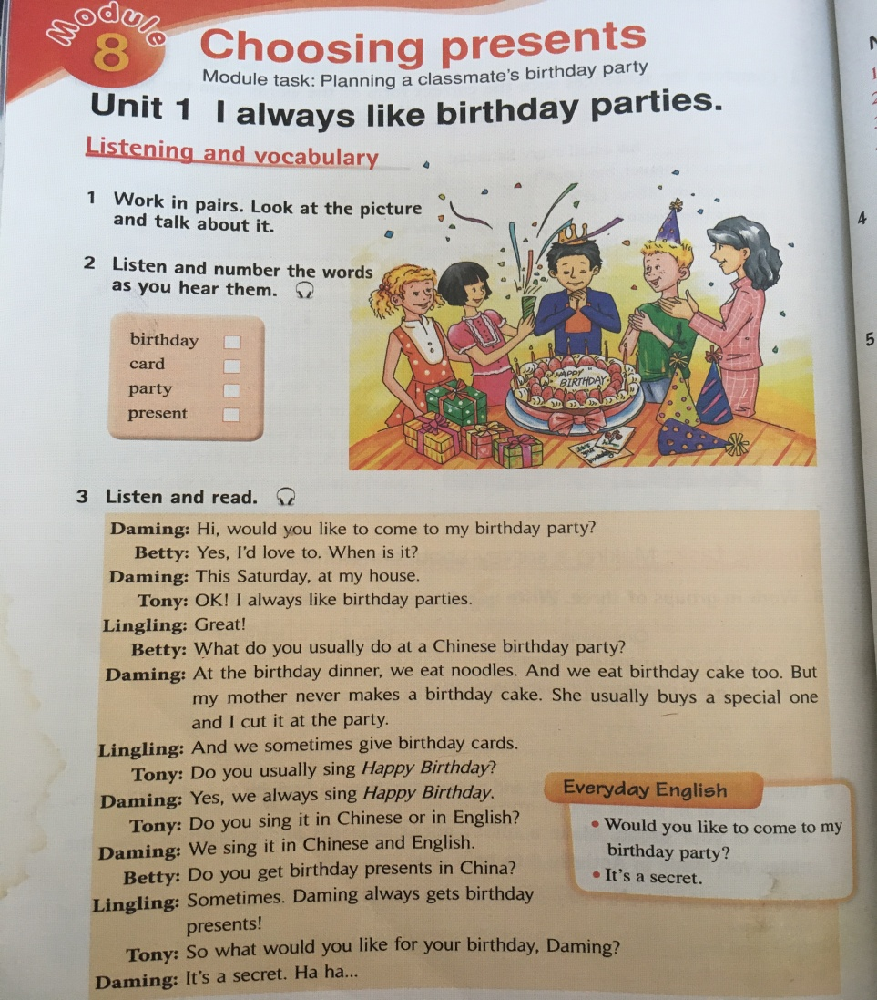 Module
8
Choosing presents
Module task: Planning a classmate's birthday party
Unit 1 I always like birthday parties.
Listening and vocabulary
1 Work in pairs. Look at the picture
and talk about it.
2 Listen and number the words
as you hear them.
birthday
card
party
present
HAPPY
BIRTHDAY
3 Listen and read.
Daming: Hi, would you like to come to my birthday party?
Betty: Yes, I'd love to. When is it?
Daming: This Saturday, at my house.
Tony: OK! I always like birthday parties.
Lingling: Great!
Betty: What do you usually do at a Chinese birthday party?
Daming: At the birthday dinner, we eat noodles. And we eat birthday cake too. But
my mother never makes a birthday cake. She usually buys a special one
and I cut it at the party.
Lingling: And we sometimes give birthday cards.
Tony: Do you usually sing Happy Birthday?
Daming: Yes, we always sing Happy Birthday.
Tony: Do you sing it in Chinese or in English?
Daming: We sing it in Chinese and English.
Betty: Do you get birthday presents in China?
Lingling: Sometimes. Daming always gets birthday
presents!
Tony: So what would you like for your birthday, Daming?
Daming: It's a secret. Ha ha...
Everyday English
• Would you like to come to my
birthday party?
• It's a secret.
4
5